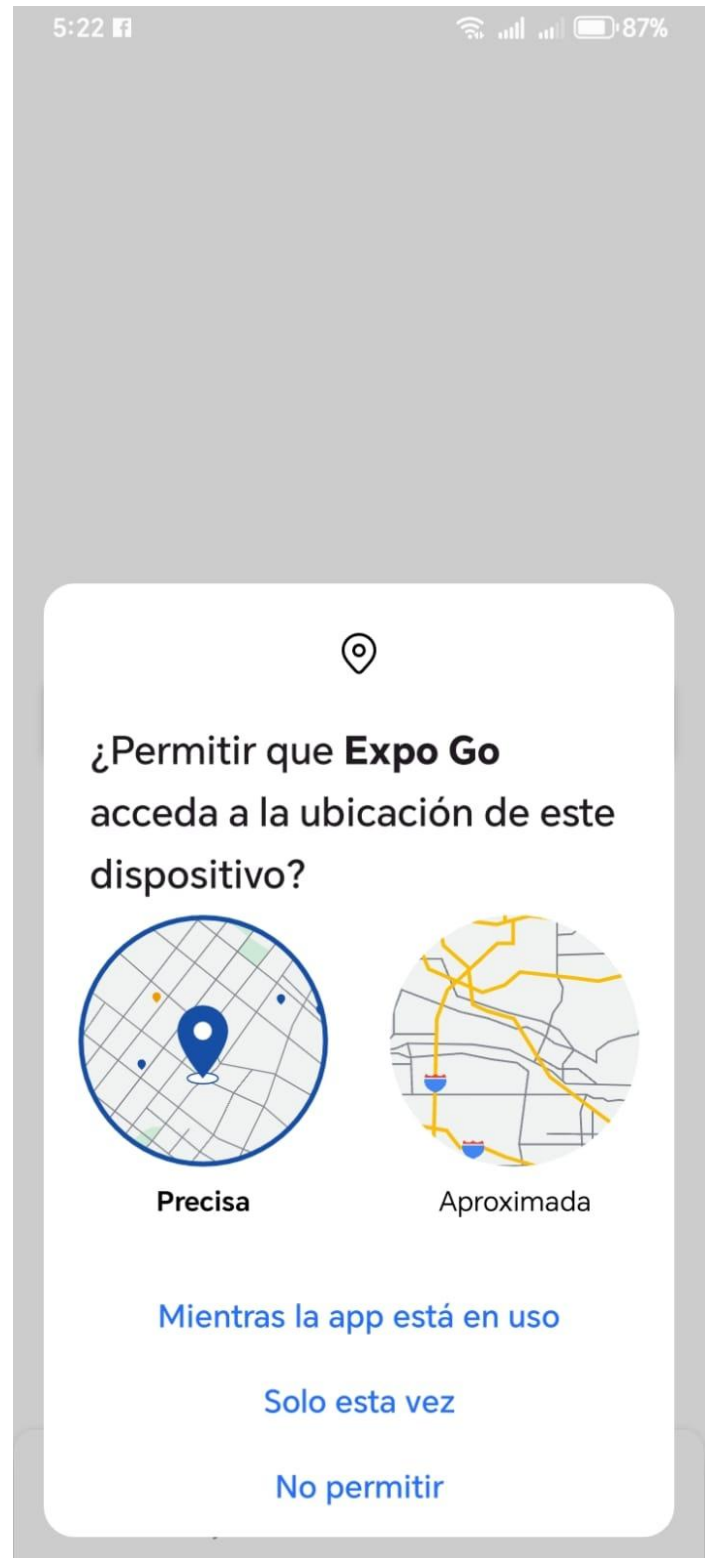 5:22
87%
¿Permitir que Expo Go
acceda a la ubicación de este
dispositivo?
Precisa
Aproximada
Mientras la app está en uso
Solo esta vez
No permitir